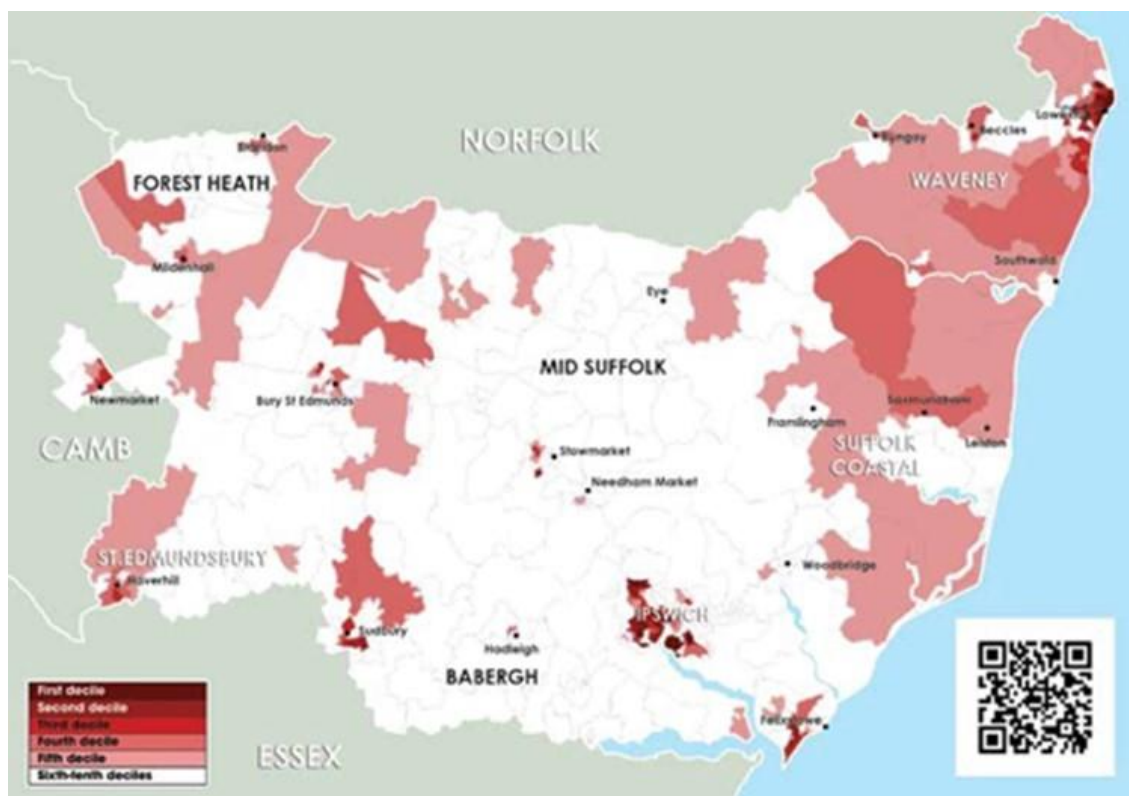 NORFOLK
Lowestoft
Bungay
Beccles
Brandon
FOREST HEATH
WAVENEY
Mildenhall
Southwold
Eye
MID SUFFOLK
Newmarket
Bury St Edmunds
Saxmundham
Framlingham
CAMB
Stowmarket
SUFFOLK
COASTAL
Leiston
Needham Market
ST. EDMUNDSBURY
Haverhill
Woodbridge
IPSWICH
Sudbury
Hadleigh
BABERGH
Felixstowe
ESSEX
First decile
Second decile
Third decile
Fourth decile
Fifth decile
Sixth-tenth deciles